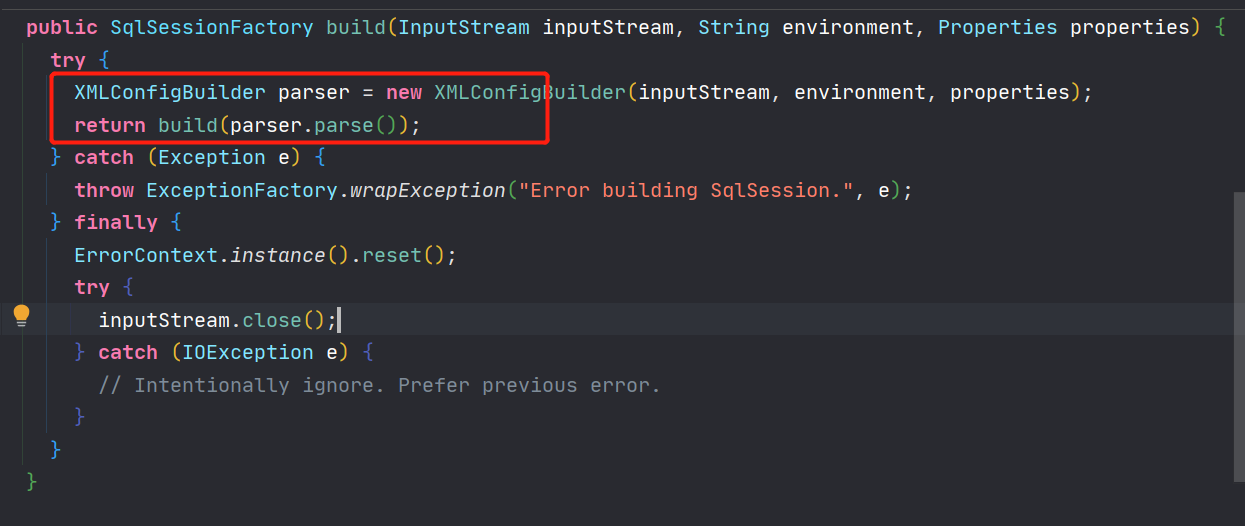 public SqlSessionFactory build(InputStream inputStream, String environment, Properties properties) {
try {
XMLConfigBuilder parser = new XMLConfigBuilder(inputStream, environment, properties);
return build(parser.parse());
} catch (Exception e) {
throw ExceptionFactory.wrapException("Error building SqlSession.", e);
} finally {
ErrorContext.instance().reset();
try {
inputStream.close();
} catch (IOException e) {
// Intentionally ignore. Prefer previous error.
}
}
}